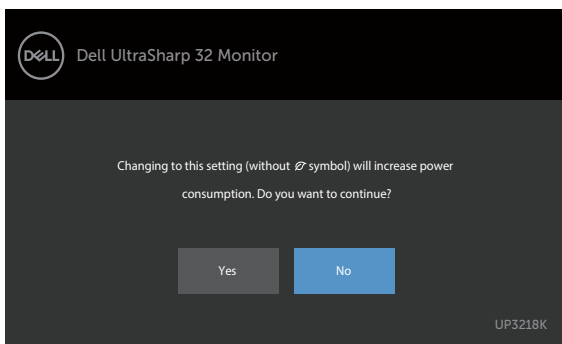 DELL
Dell UltraSharp 32 Monitor
Changing to this setting (without symbol) will increase power
consumption. Do you want to continue?
Yes
No
UP3218K